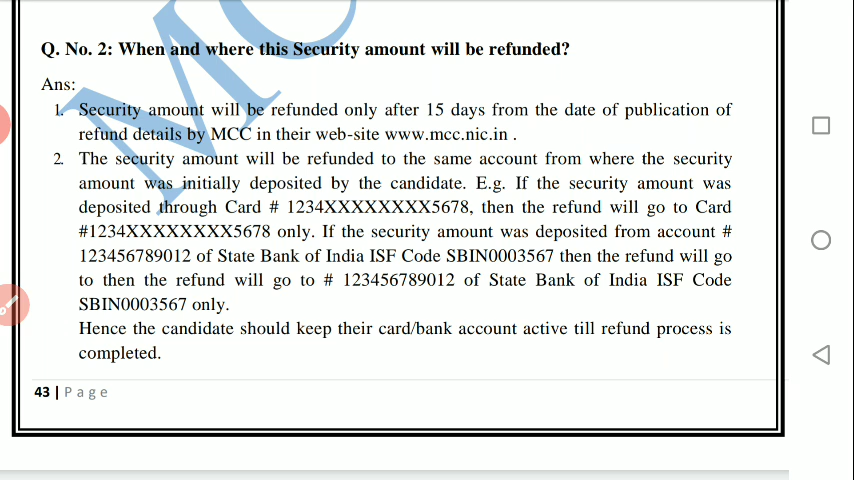 Q. No. 2: When and where this Security amount will be refunded?
Ans:
1. Security amount will be refunded only after 15 days from the date of publication of
refund details by MCC in their web-site www.mcc.nic.in .
2. The security amount will be refunded to the same account from where the security
amount was initially deposited by the candidate. E.g. If the security amount was
deposited through Card # 1234XXXXXXXX5678, then the refund will go to Card
#1234XXXXXXXX5678 only. If the security amount was deposited from account #
123456789012 of State Bank of India ISF Code SBIN0003567 then the refund will go
to then the refund will go to # 123456789012 of State Bank of India ISF Code
SBIN0003567 only.
Hence the candidate should keep their card/bank account active till refund process is
completed.
43 | Page